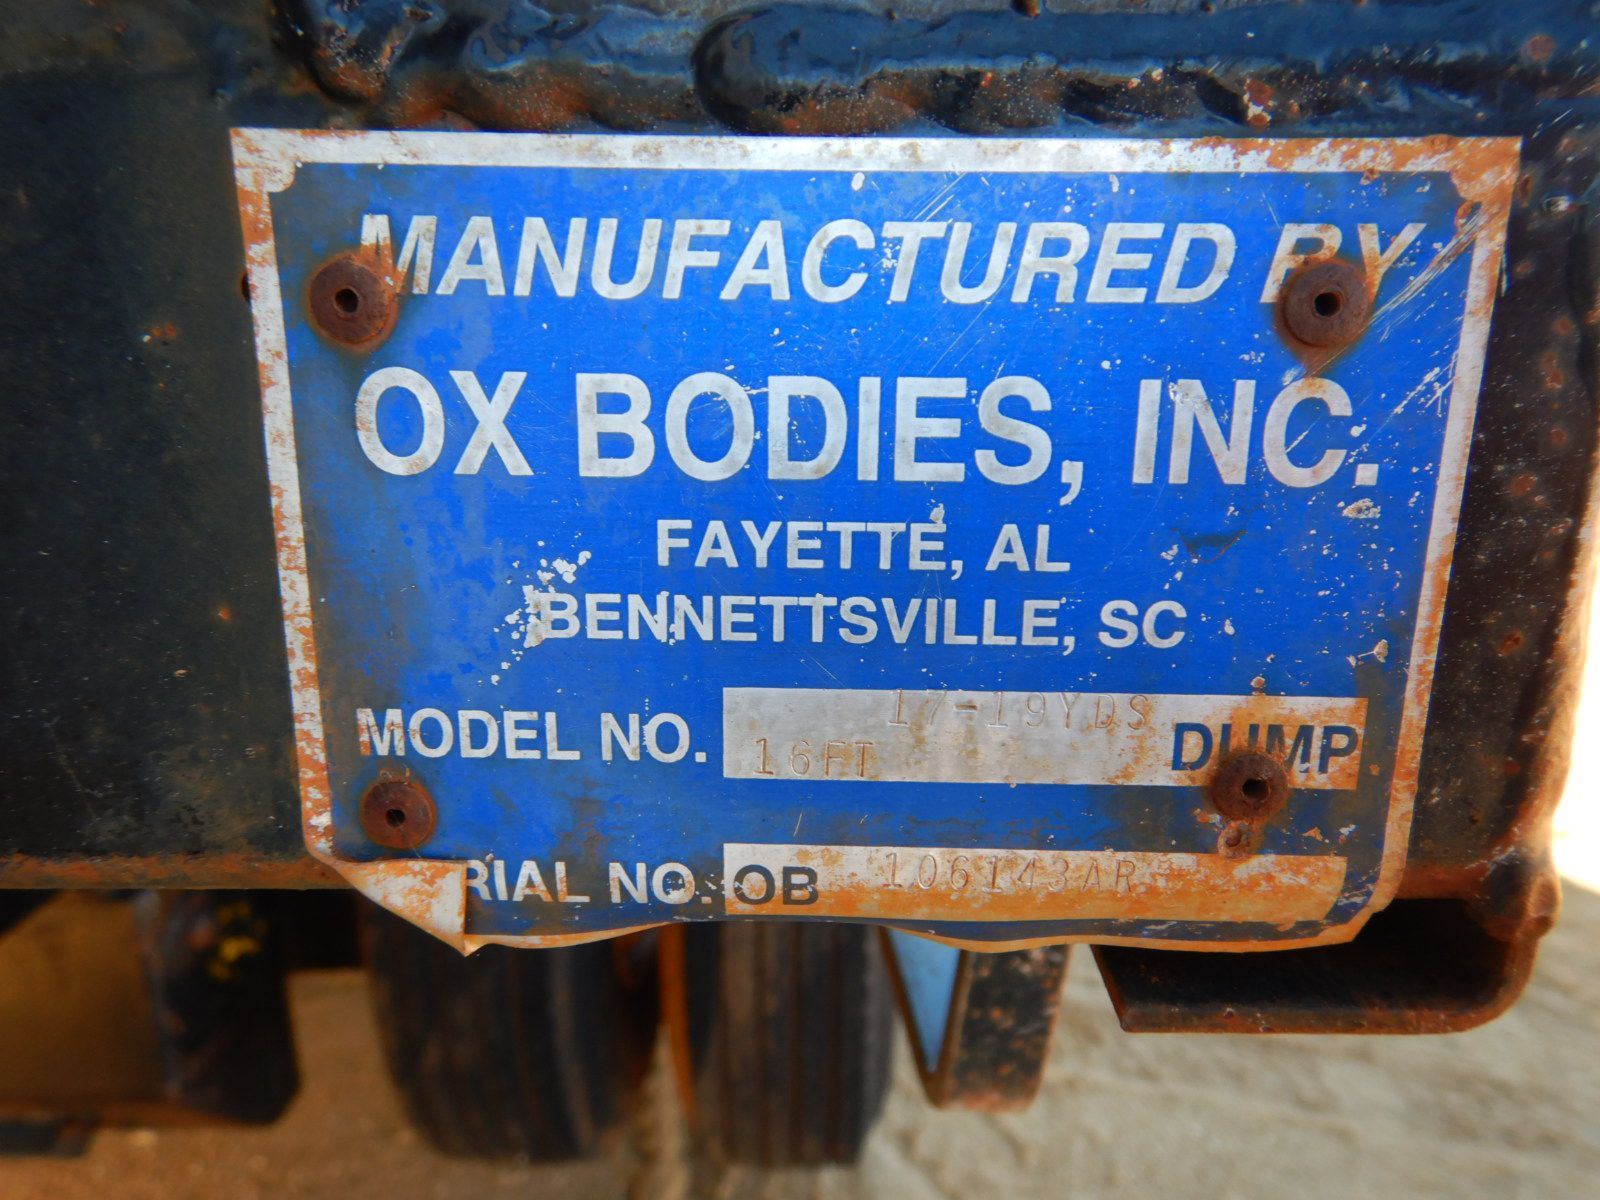 MANUFACTURED BY
OX BODIES, INC.
FAYETTE, AL
BENNETTSVILLE, SC
17-19YDS
MODEL NO. 16FT DUMP
RIAL NO. OB 106143AR